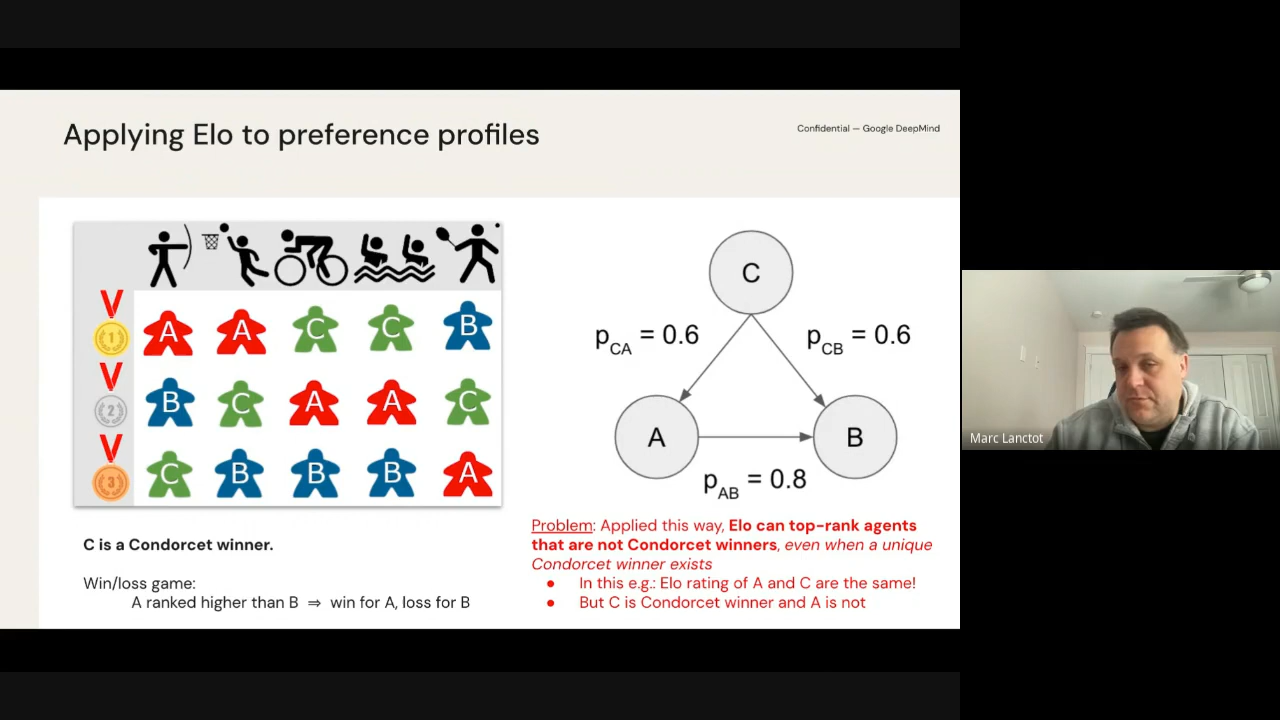 Applying Elo to preference profiles
Confidential — Google DeepMind
1 A A C C B
2 B C A A C
3 C B B B A
C
p_CA = 0.6
p_CB = 0.6
A
B
p_AB = 0.8
C is a Condorcet winner.
Win/loss game:
A ranked higher than B ⇒ win for A, loss for B
Problem: Applied this way, Elo can top-rank agents
that are not Condorcet winners, even when a unique
Condorcet winner exists
● In this e.g.: Elo rating of A and C are the same!
● But C is Condorcet winner and A is not
Marc Lanctot